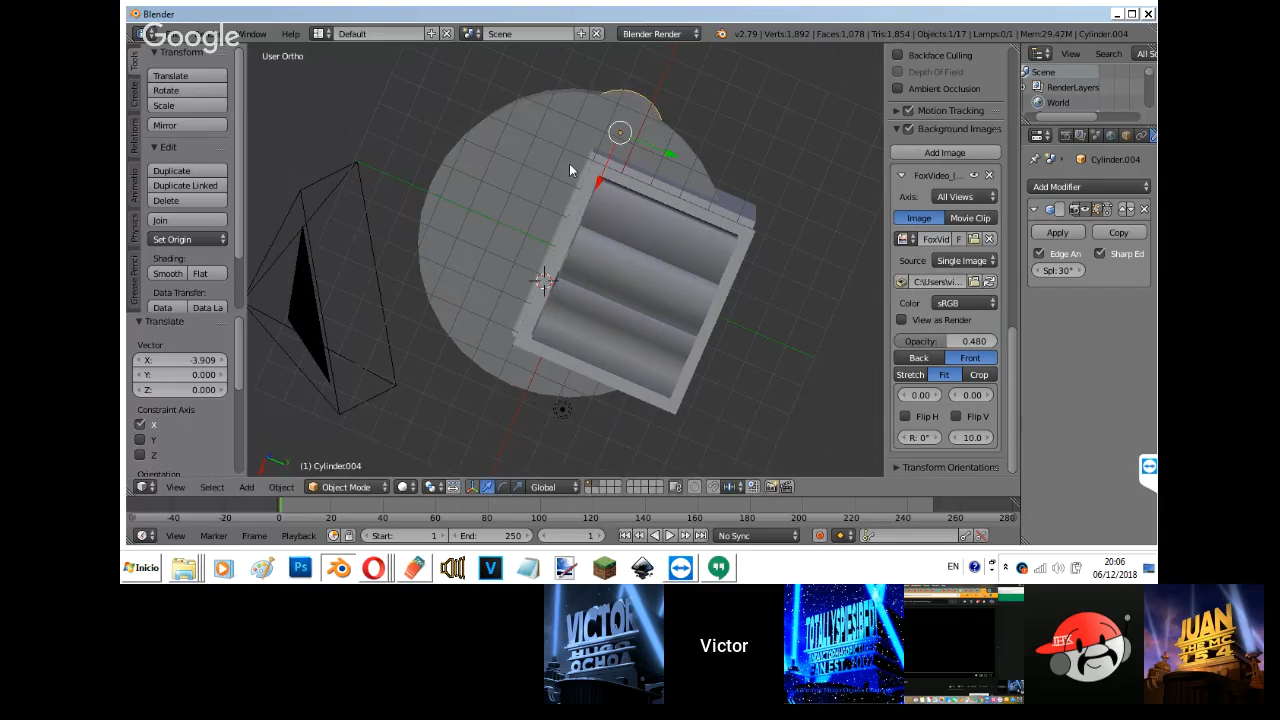 Blender
Google
Window Help Default Scene Blender Render v2.79 | Verts:1,892 | Faces:1,078 | Tris:1,854 | Objects:1/17 | Lamps:0/1 | Mem:29.42M | Cylinder.004
Transform
Translate
Rotate
Scale
Mirror
Edit
Duplicate
Duplicate Linked
Delete
Join
Set Origin
Shading:
Smooth Flat
Data Transfer:
Data Data La
Translate
Vector
X: -3.909
Y: 0.000
Z: 0.000
Constraint Axis
X
Y
Z
Orientation
Tools
Create
Relations
Physics
Grease Penci
User Ortho
(1) Cylinder.004
Backface Culling
Depth Of Field
Ambient Occlusion
Motion Tracking
Background Images
Add Image
FoxVideo_(
Axis: All Views
Image Movie Clip
FoxVid F
Source Single Image
C:\Users\vi...
Color sRGB
View as Render
Opacity: 0.480
Back Front
Stretch Fit Crop
0.00 0.00
Flip H Flip V
R: 0° 10.0
Transform Orientations
View Search All S
Scene
RenderLayers
World
Cylinder.004
Add Modifier
Apply Copy
Edge An Sharp Ed
Spl: 30°
View Select Add Object Object Mode Global
-40 -20 0 20 40 60 80 100 120 140 160 180 200 220 240 260 280
View Marker Frame Playback Start: 1 End: 250 1 No Sync
Inicio
Ps
V
EN
20:06
06/12/2018
VICTOR
HUGO
OCHOA
Victor
JUAN
THE MC
154